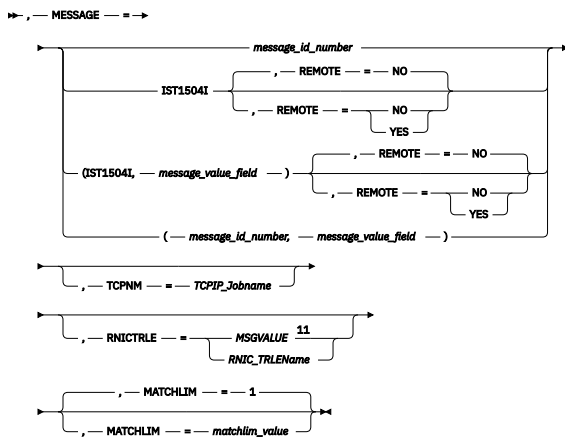 , MESSAGE =
message_id_number
, REMOTE = NO
IST1504I
, REMOTE = NO
YES
, REMOTE = NO
(IST1504I, message_value_field )
, REMOTE = NO
YES
( message_id_number, message_value_field )
, TCPNM = TCPIP_Jobname
, RNICTRLE = MSGVALUE 11
RNIC_TRLEName
, MATCHLIM = 1
, MATCHLIM = matchlim_value